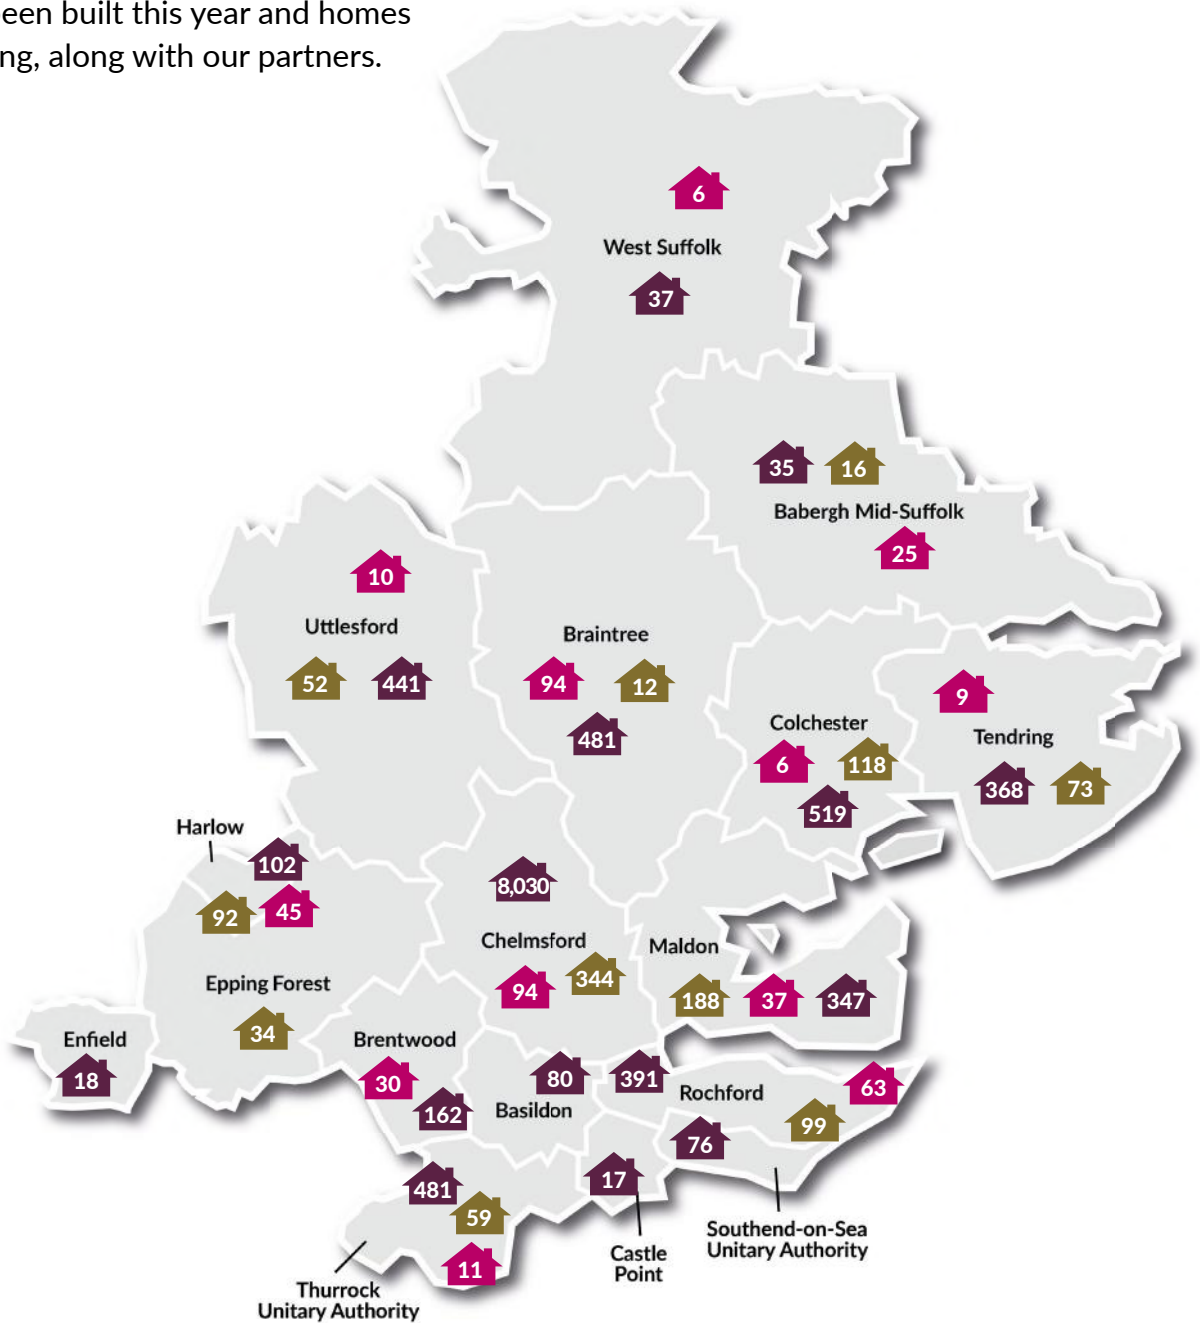 een built this year and homes
ng, along with our partners.
6
West Suffolk
37
35 16
Babergh Mid-Suffolk
25
10
Uttlesford
52 441
Braintree
94 12
481
Colchester
6 118
519
9
Tendring
368 73
Harlow
102
92 45
8,030
Chelmsford
94 344
Maldon
188 37 347
Epping Forest
34
Enfield
18
Brentwood
30
162
80
Basildon
391
Rochford
63
99
76
17
481
59
11
Southend-on-Sea
Unitary Authority
Castle
Point
Thurrock
Unitary Authority